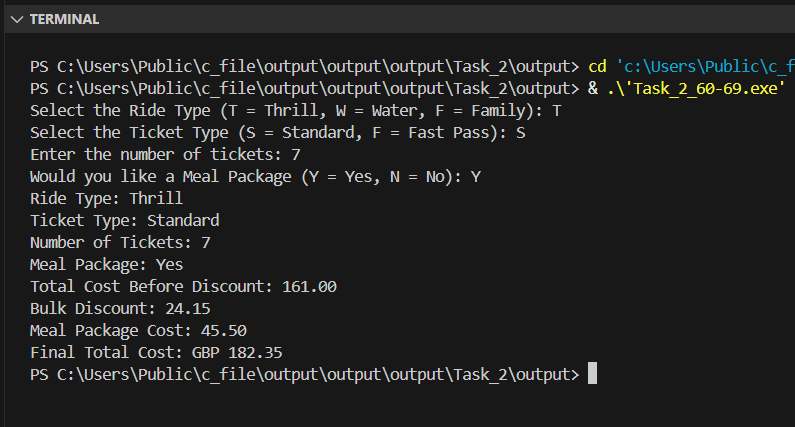 TERMINAL
PS C:\Users\Public\c_file\output\output\output\Task_2\output> cd 'c:\Users\Public\c_f
PS C:\Users\Public\c_file\output\output\output\Task_2\output> & .\'Task_2_60-69.exe'
Select the Ride Type (T = Thrill, W = Water, F = Family): T
Select the Ticket Type (S = Standard, F = Fast Pass): S
Enter the number of tickets: 7
Would you like a Meal Package (Y = Yes, N = No): Y
Ride Type: Thrill
Ticket Type: Standard
Number of Tickets: 7
Meal Package: Yes
Total Cost Before Discount: 161.00
Bulk Discount: 24.15
Meal Package Cost: 45.50
Final Total Cost: GBP 182.35
PS C:\Users\Public\c_file\output\output\output\Task_2\output>